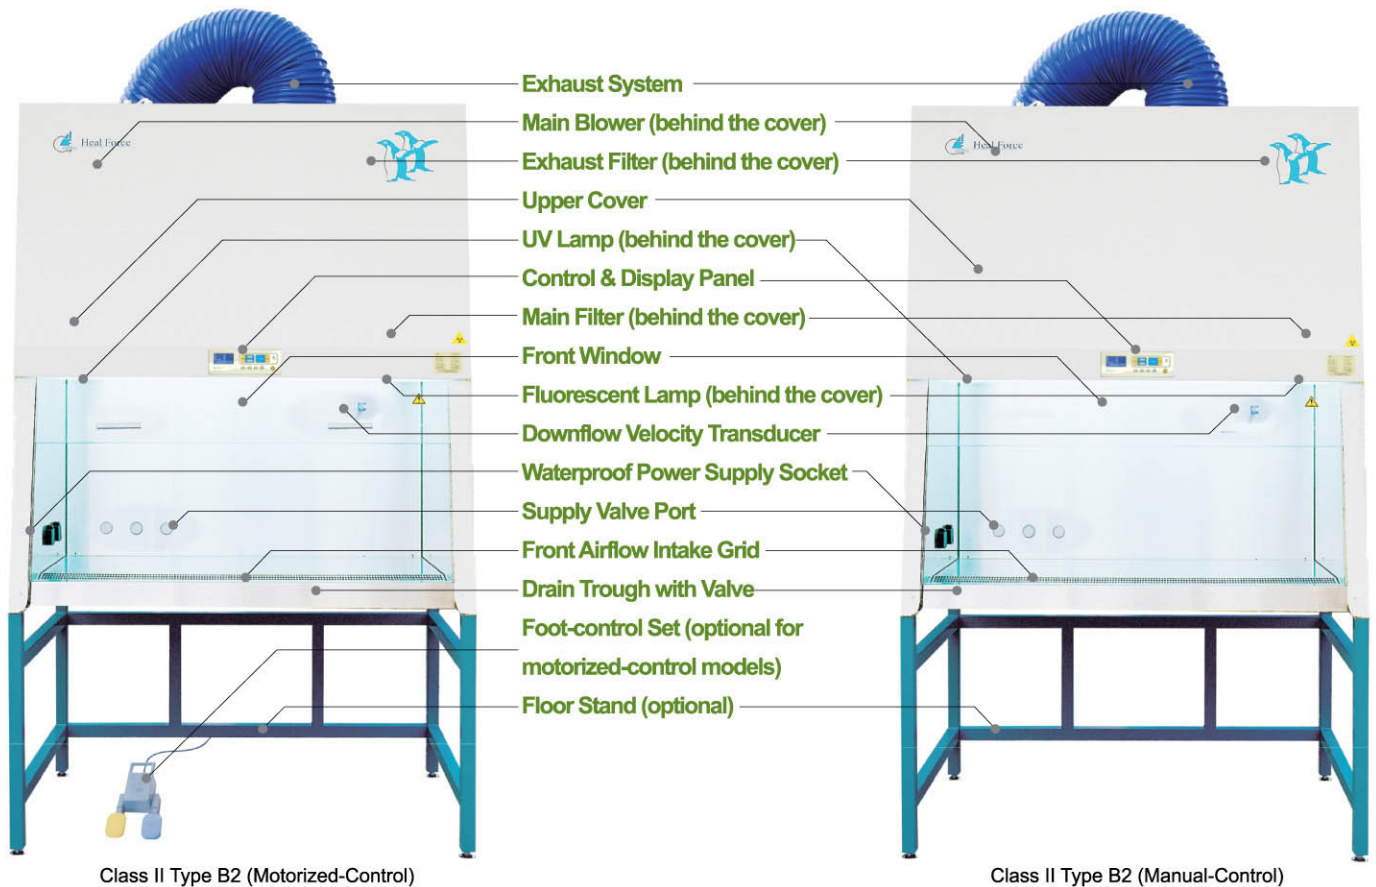 Heal Force
Heal Force
Exhaust System
Main Blower (behind the cover)
Exhaust Filter (behind the cover)
Upper Cover
UV Lamp (behind the cover)
Control & Display Panel
Main Filter (behind the cover)
Front Window
Fluorescent Lamp (behind the cover)
Downflow Velocity Transducer
Waterproof Power Supply Socket
Supply Valve Port
Front Airflow Intake Grid
Drain Trough with Valve
Foot-control Set (optional for
motorized-control models)
Floor Stand (optional)
Class II Type B2 (Motorized-Control)
Class II Type B2 (Manual-Control)